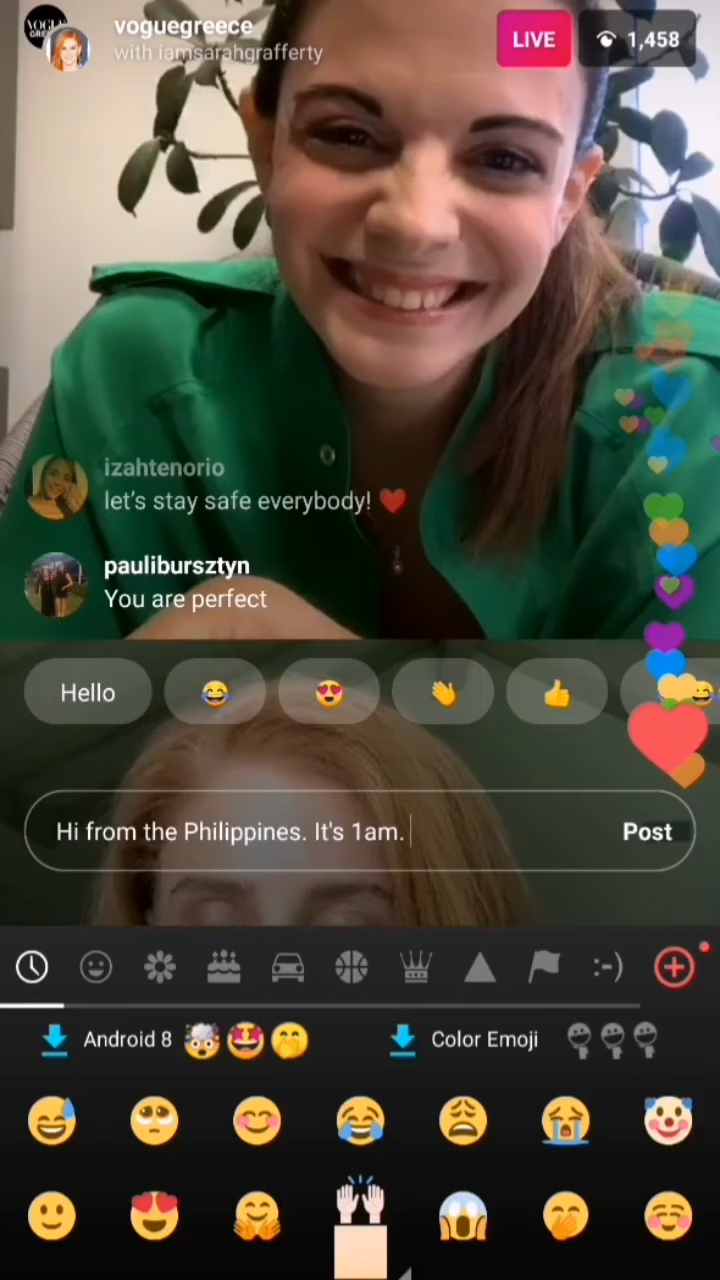 voguegreece
with iamsarahgrafferty
LIVE
1,458
izahtenorio
let's stay safe everybody! ❤️
paulibursztyn
You are perfect
Hello
Hi from the Philippines. It's 1am.
Post
:-)
Android 8
Color Emoji